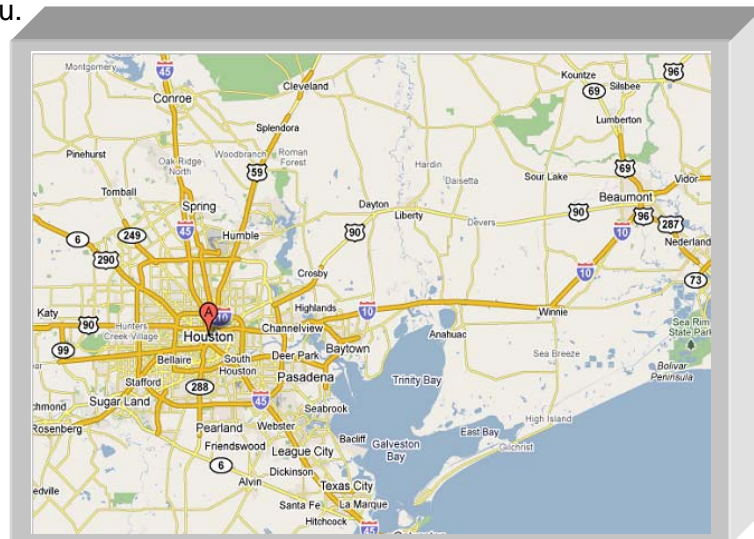 u.
Montgomery
45
Conroe
Cleveland
Kountze
96
69
Silsbee
Lumberton
Splendora
Pinehurst
Oak Ridge
North
Woodbranch
Roman
Forest
59
Hardin
Daisetta
Sour Lake
69
Vidor
Tomball
Spring
Dayton
Liberty
Devers
90
Beaumont
96
287
6
249
45
Humble
90
10
Nederland
290
Crosby
10
73
Katy
90
Hunters
Creek Village
A
10
Houston
Highlands
Channelview
10
Winnie
Anahuac
Sea Rim
State Park
99
Bellaire
South
Houston
Deer Park
Baytown
Sea Breeze
Stafford
288
Pasadena
Trinity Bay
Bolivar
Peninsula
Sugar Land
45
Seabrook
High Island
Rosenberg
Pearland
Webster
Bacliff
East Bay
Gilchrist
Friendswood
League City
Galveston
Bay
6
Dickinson
Alvin
Texas City
Santa Fe
La Marque
Hitchcock
45